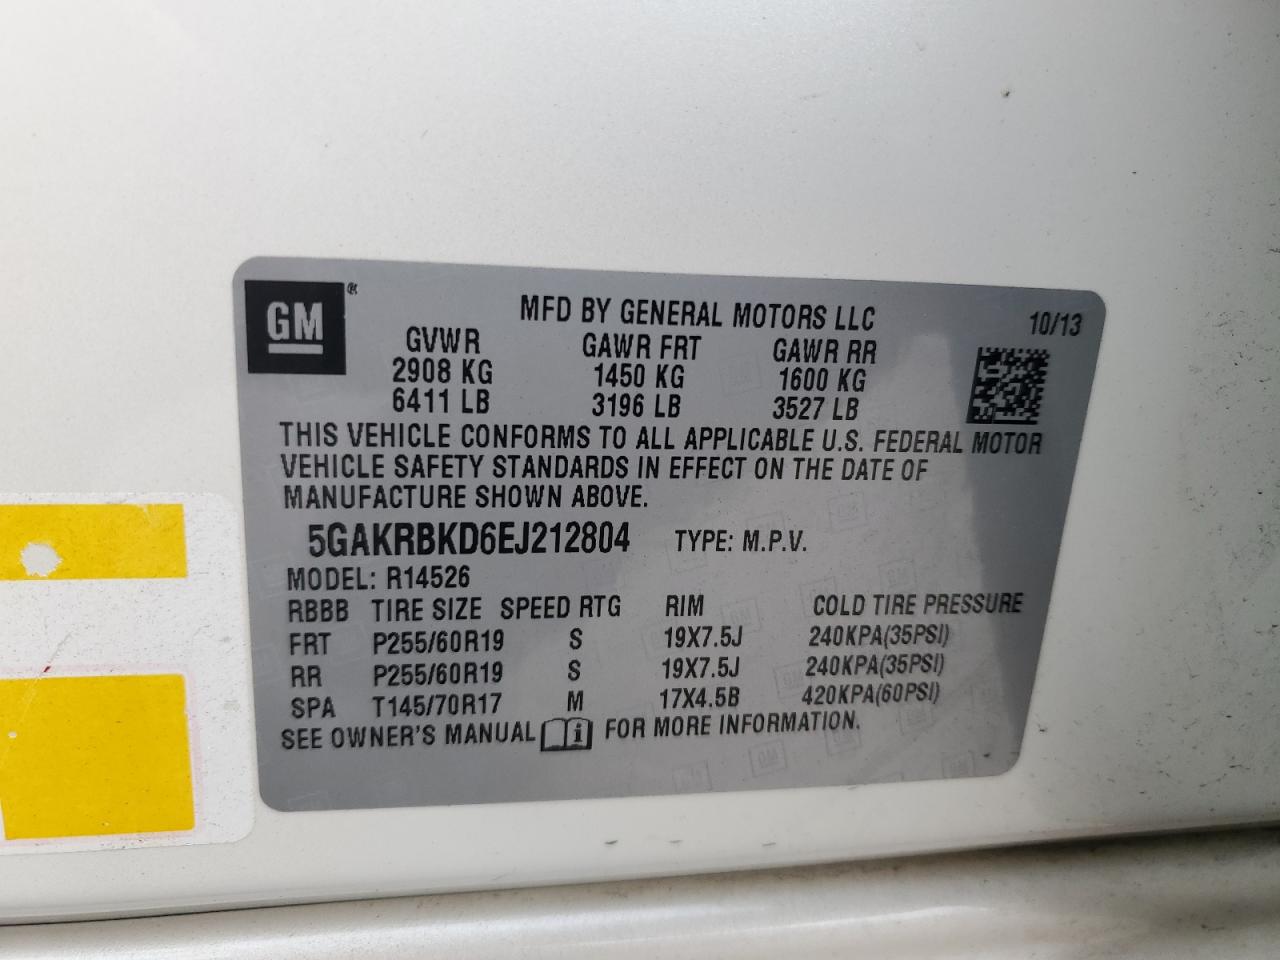 GM®
MFD BY GENERAL MOTORS LLC 10/13
GVWR GAWR FRT GAWR RR
2908 KG 1450 KG 1600 KG
6411 LB 3196 LB 3527 LB
THIS VEHICLE CONFORMS TO ALL APPLICABLE U.S. FEDERAL MOTOR
VEHICLE SAFETY STANDARDS IN EFFECT ON THE DATE OF
MANUFACTURE SHOWN ABOVE.
5GAKRBKD6EJ212804 TYPE: M.P.V.
MODEL: R14526
RBBB TIRE SIZE SPEED RTG RIM COLD TIRE PRESSURE
FRT P255/60R19 S 19X7.5J 240KPA(35PSI)
RR P255/60R19 S 19X7.5J 240KPA(35PSI)
SPA T145/70R17 M 17X4.5B 420KPA(60PSI)
SEE OWNER'S MANUAL i FOR MORE INFORMATION.